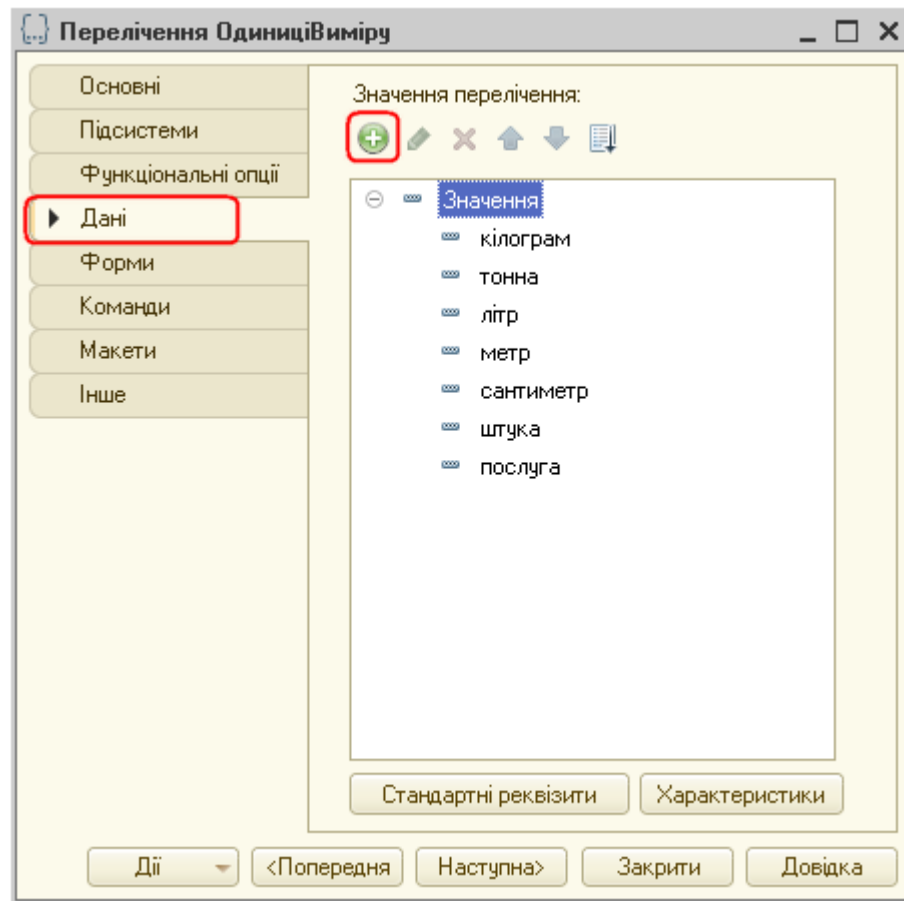 Перелічення ОдиниціВиміру
Основні
Підсистеми
Функціональні опції
Дані
Форми
Команди
Макети
Інше
Значення перелічення:
Значення
кілограм
тонна
літр
метр
сантиметр
штука
послуга
Стандартні реквізити
Характеристики
Дії
<Попередня
Наступна>
Закрити
Довідка